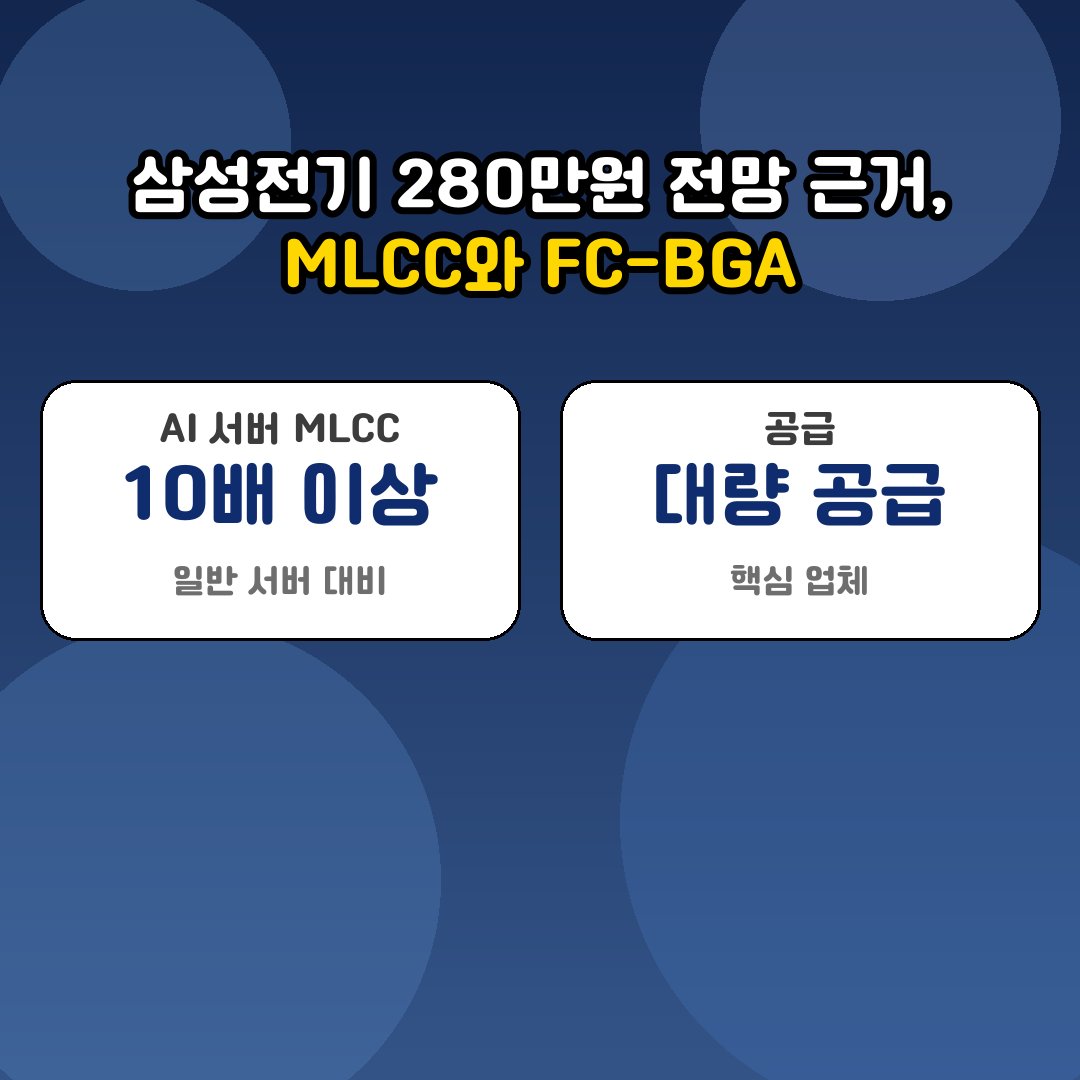 삼성전기 280만원 전망 근거,
MLCC와 FC-BGA
AI 서버 MLCC
10배 이상
일반 서버 대비
공급
대량 공급
핵심 업체